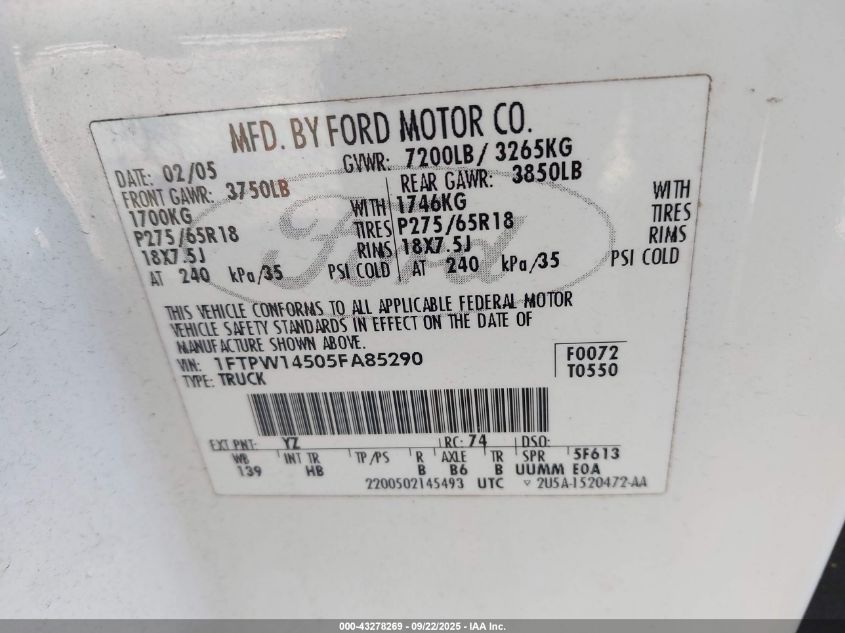 MFD. BY FORD MOTOR CO.
DATE: 02/05 GVWR: 7200LB/ 3265KG
FRONT GAWR: 3750LB REAR GAWR: 3850LB
1700KG WITH 1746KG WITH
P275/65R18 TIRES P275/65R18 TIRES
18X7.5J RIMS 18X7.5J RIMS
AT 240 kPa/35 PSI COLD AT 240 kPa/35 PSI COLD
Ford
THIS VEHICLE CONFORMS TO ALL APPLICABLE FEDERAL MOTOR
VEHICLE SAFETY STANDARDS IN EFFECT ON THE DATE OF
MANUFACTURE SHOWN ABOVE.
VIN: 1FTPW14505FA85290 F0072
TYPE: TRUCK T0550
EXT PNT: YZ RC: 74 DSO:
WB INT TR TP/PS R AXLE TR SPR 5F613
139 HB B B6 B UUMM EOA
2200502145493 UTC 2U5A-1520472-AA
000-43278269 - 09/22/2025 - IAA Inc.